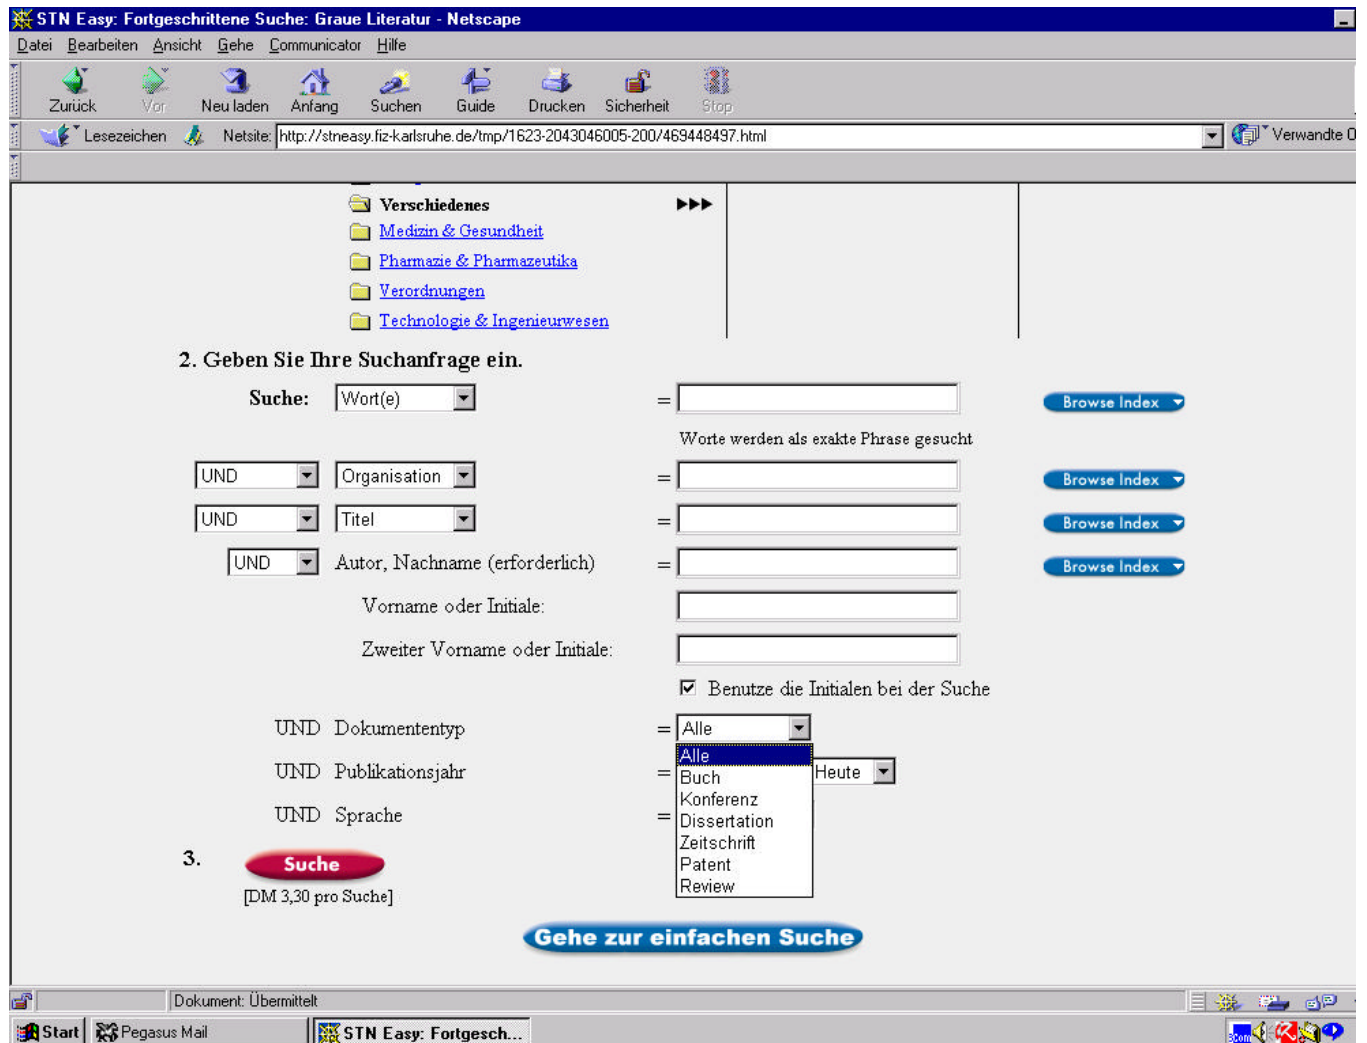 STN Easy: Fortgeschrittene Suche: Graue Literatur - Netscape
Datei Bearbeiten Ansicht Gehe Communicator Hilfe
Zurück Vor Neu laden Anfang Suchen Guide Drucken Sicherheit Stop
Lesezeichen Netsite: http://stneasy.fiz-karlsruhe.de/tmp/1623-2043046005-200/469448497.html Verwandte O
Verschiedenes
Medizin & Gesundheit
Pharmazie & Pharmazeutika
Verordnungen
Technologie & Ingenieurwesen
2. Geben Sie Ihre Suchanfrage ein.
Suche: Wort(e) = Browse Index
Worte werden als exakte Phrase gesucht
UND Organisation = Browse Index
UND Titel = Browse Index
UND Autor, Nachname (erforderlich) = Browse Index
Vorname oder Initiale:
Zweiter Vorname oder Initiale:
Benutze die Initialen bei der Suche
UND Dokumententyp = Alle
Alle
UND Publikationsjahr = Buch Heute
Konferenz
UND Sprache = Dissertation
Zeitschrift
3. Suche Patent
Review
[DM 3,30 pro Suche]
Gehe zur einfachen Suche
Dokument: Übermittelt
Start Pegasus Mail STN Easy: Fortgesch... 3Com